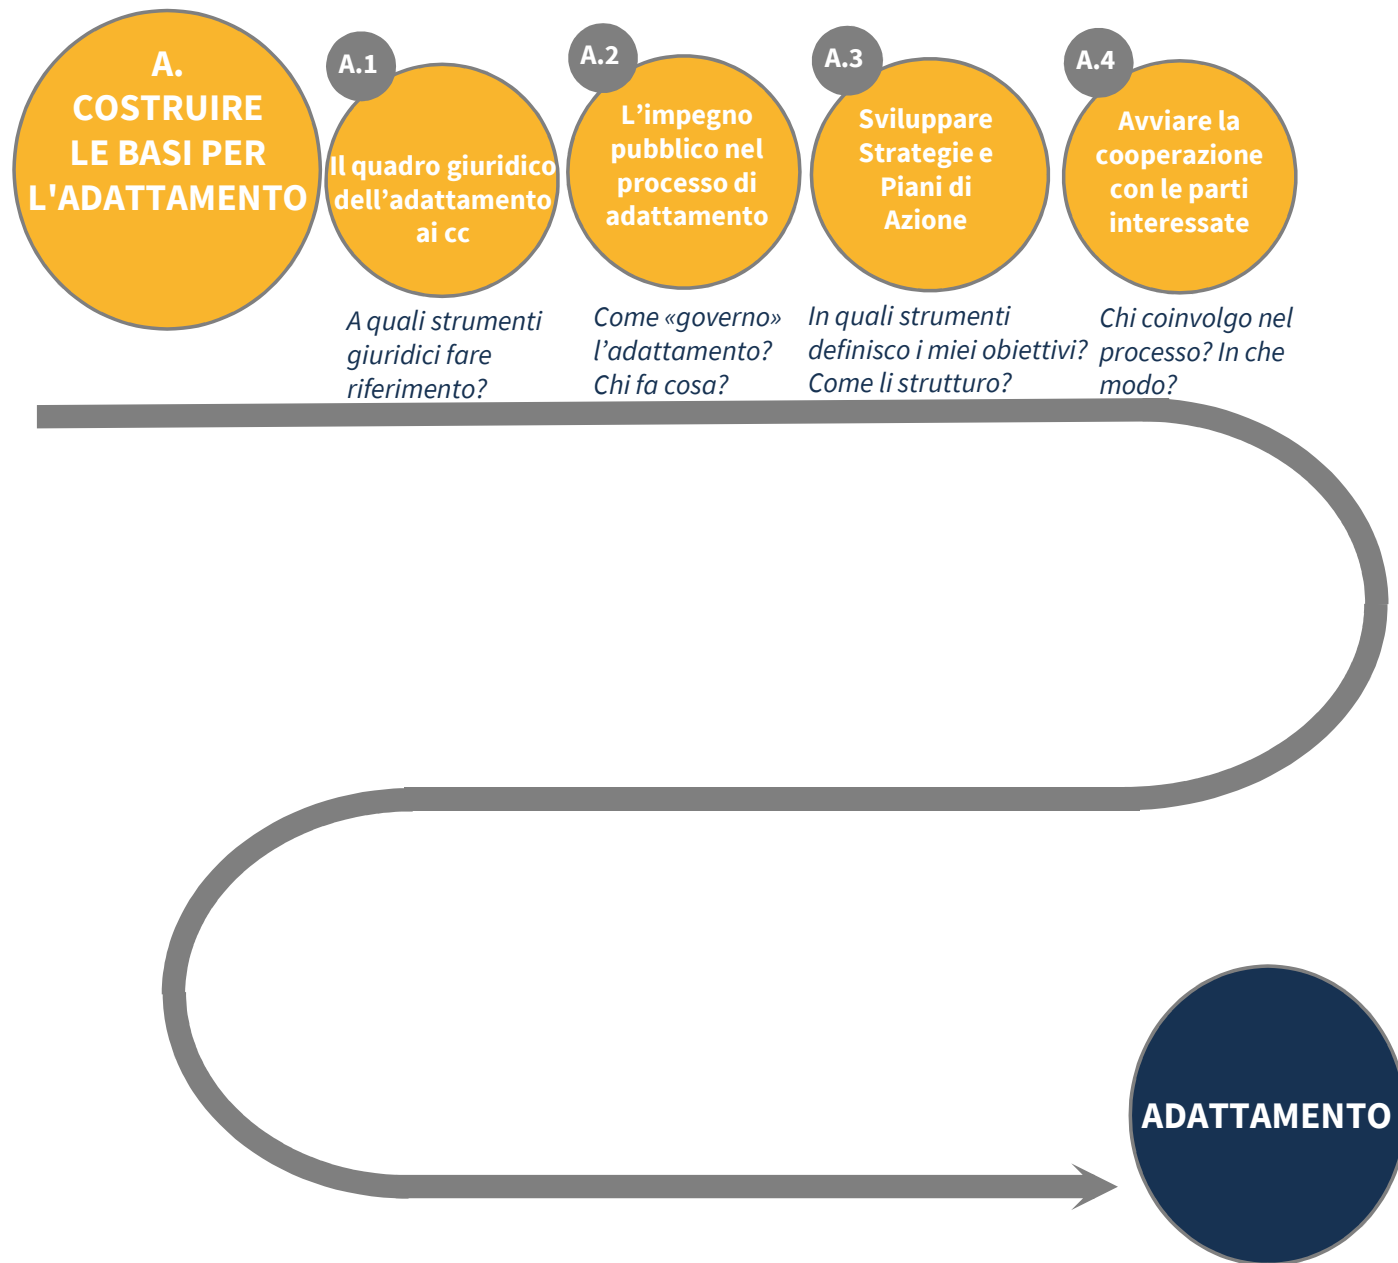 A.
COSTRUIRE
LE BASI PER
L'ADATTAMENTO
A.1
Il quadro giuridico
dell’adattamento
ai cc
A quali strumenti
giuridici fare
riferimento?
A.2
L’impegno
pubblico nel
processo di
adattamento
Come «governo»
l’adattamento?
Chi fa cosa?
A.3
Sviluppare
Strategie e
Piani di
Azione
In quali strumenti
definisco i miei obiettivi?
Come li strutturo?
A.4
Avviare la
cooperazione
con le parti
interessate
Chi coinvolgo nel
processo? In che
modo?
ADATTAMENTO